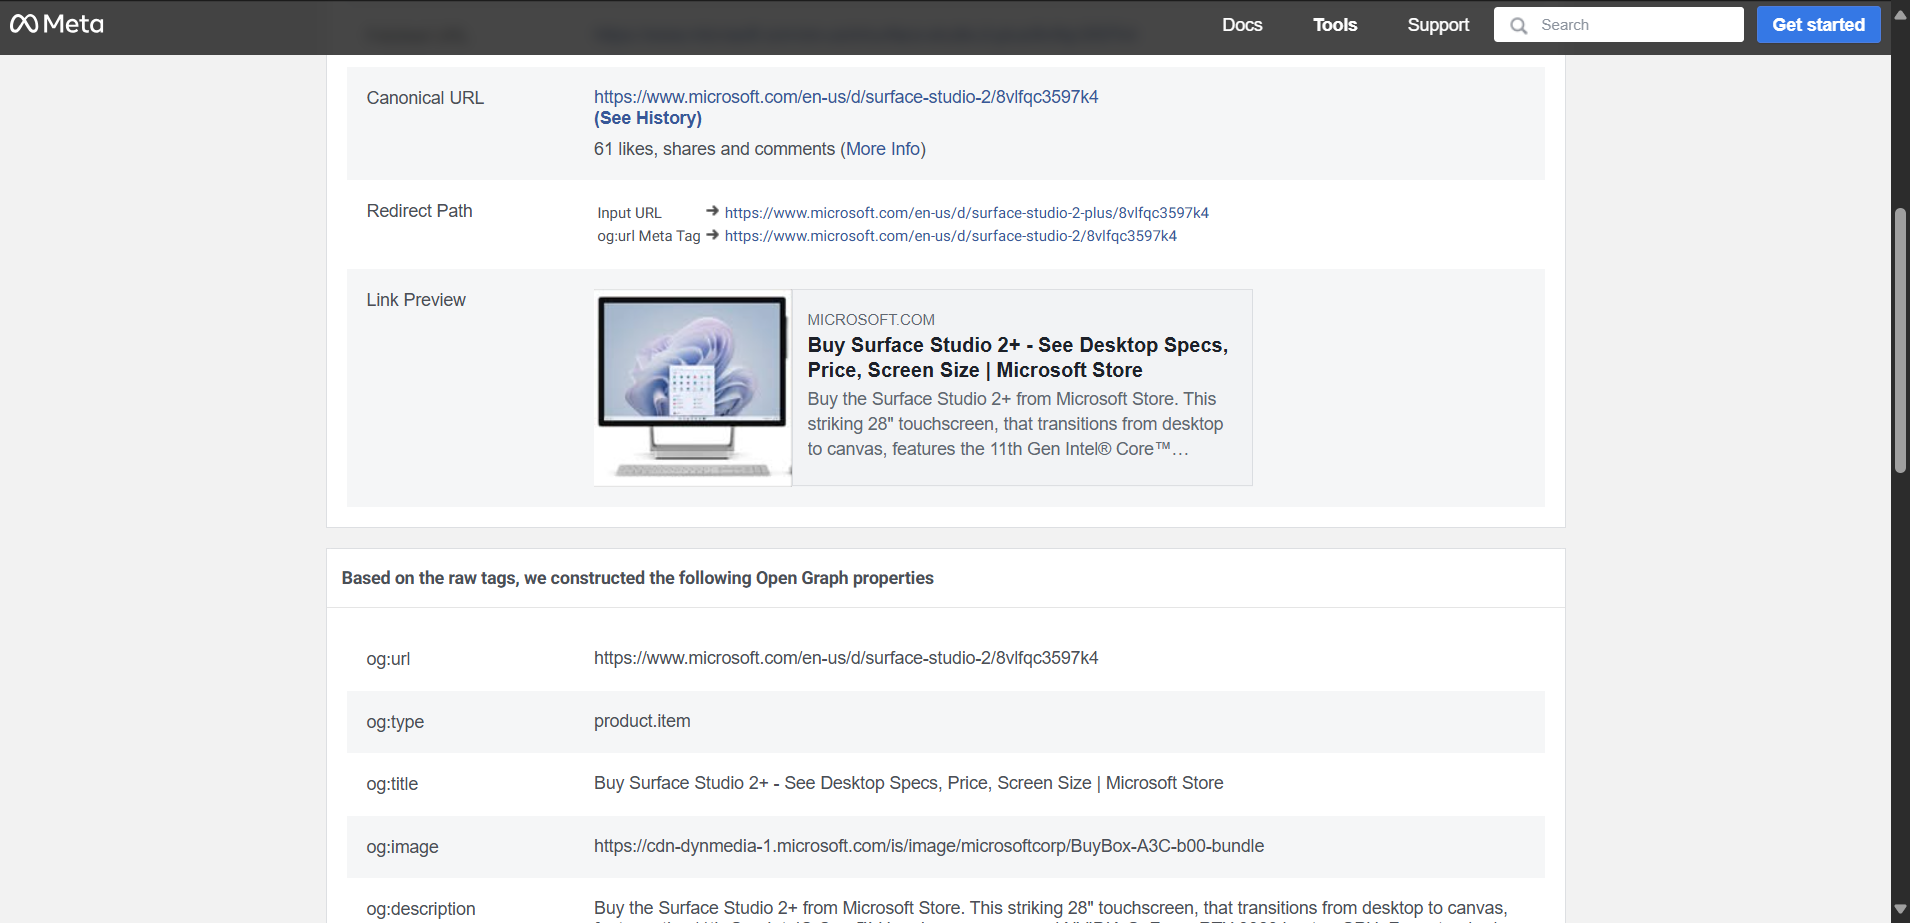 Meta
Docs
Tools
Support
Search
Get started
Canonical URL
https://www.microsoft.com/en-us/d/surface-studio-2/8vlfqc3597k4
(See History)
61 likes, shares and comments (More Info)
Redirect Path
Input URL → https://www.microsoft.com/en-us/d/surface-studio-2-plus/8vlfqc3597k4
og:url Meta Tag → https://www.microsoft.com/en-us/d/surface-studio-2/8vlfqc3597k4
Link Preview
MICROSOFT.COM
Buy Surface Studio 2+ - See Desktop Specs,
Price, Screen Size | Microsoft Store
Buy the Surface Studio 2+ from Microsoft Store. This
striking 28" touchscreen, that transitions from desktop
to canvas, features the 11th Gen Intel® Core™…
Based on the raw tags, we constructed the following Open Graph properties
og:url
https://www.microsoft.com/en-us/d/surface-studio-2/8vlfqc3597k4
og:type
product.item
og:title
Buy Surface Studio 2+ - See Desktop Specs, Price, Screen Size | Microsoft Store
og:image
https://cdn-dynmedia-1.microsoft.com/is/image/microsoftcorp/BuyBox-A3C-b00-bundle
og:description
Buy the Surface Studio 2+ from Microsoft Store. This striking 28" touchscreen, that transitions from desktop to canvas,